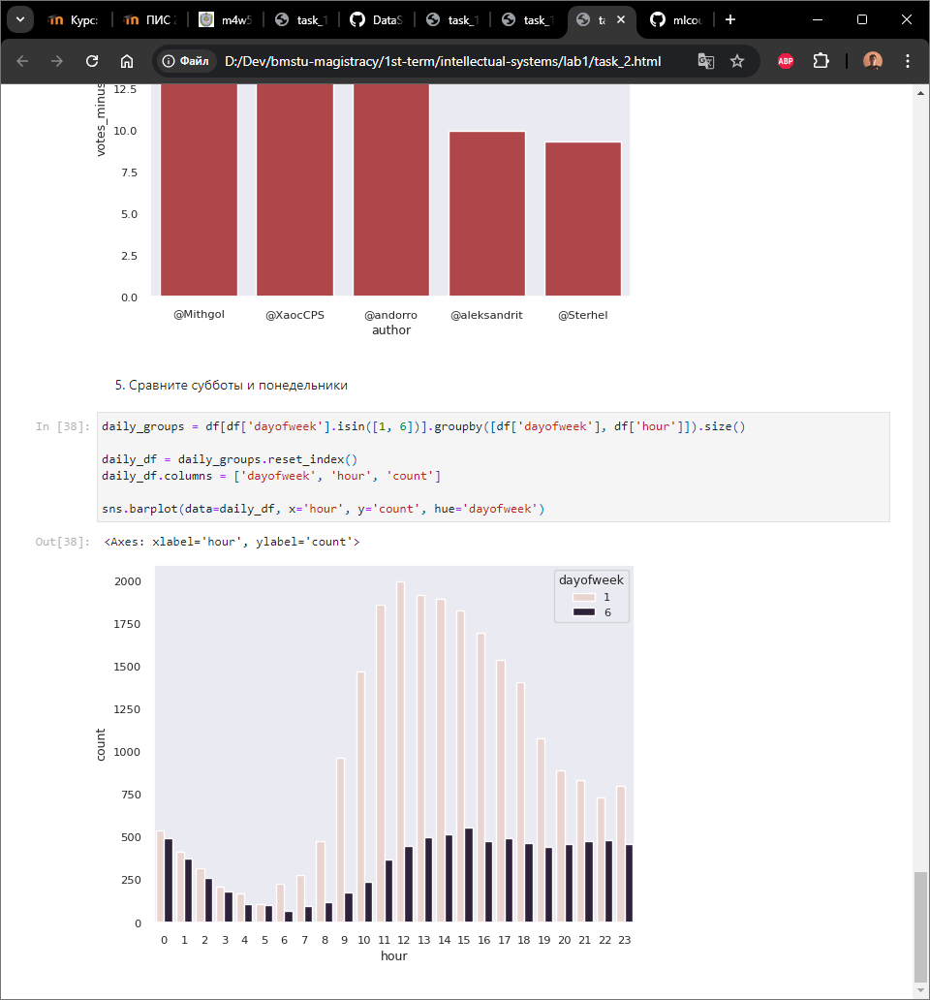 Курс:
ПИС
m4w5
task_1
DataS
task_1
task_1
ta
mlcou
Файл
D:/Dev/bmstu-magistracy/1st-term/intellectual-systems/lab1/task_2.html
ABP
votes_minus
12.5
10.0
7.5
5.0
2.5
0.0
@Mithgol @XaocCPS @andorro @aleksandrit @Sterhel
author
5. Сравните субботы и понедельники
In [38]:
daily_groups = df[df['dayofweek'].isin([1, 6])].groupby([df['dayofweek'], df['hour']]).size()
daily_df = daily_groups.reset_index()
daily_df.columns = ['dayofweek', 'hour', 'count']
sns.barplot(data=daily_df, x='hour', y='count', hue='dayofweek')
Out[38]:
<Axes: xlabel='hour', ylabel='count'>
dayofweek
1
6
count
2000
1750
1500
1250
1000
750
500
250
0
0 1 2 3 4 5 6 7 8 9 10 11 12 13 14 15 16 17 18 19 20 21 22 23
hour